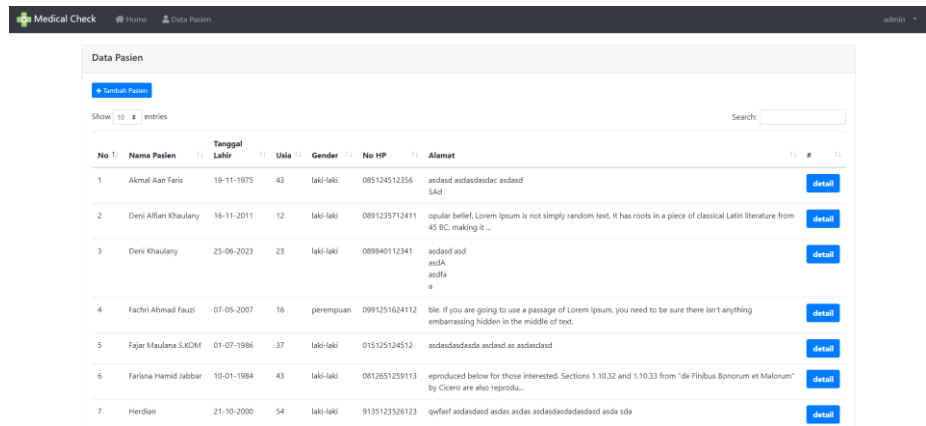 Medical Check Home Data Pasien admin
Data Pasien
+ Tambah Pasien
Show 10 entries Search:
No Nama Pasien Tanggal Lahir Usia Gender No HP Alamat #
1 Akmal Aan Faris 19-11-1975 43 laki-laki 085124512356 asdasd asdasdasdac asdasd detail
SAd
2 Deni Alfian Khaulany 16-11-2011 12 laki-laki 0891235712411 opular belief, Lorem Ipsum is not simply random text. It has roots in a piece of classical Latin literature from detail
45 BC, making it ...
3 Deni Khaulany 25-06-2023 23 laki-laki 089840112341 asdasd asd detail
asdA
asdfa
a
4 Fachri Ahmad Fauzi 07-05-2007 16 perempuan 0991251624112 ble. If you are going to use a passage of Lorem Ipsum, you need to be sure there isn't anything detail
embarrassing hidden in the middle of text.
5 Fajar Maulana S.KOM 01-07-1986 37 laki-laki 015125124512 asdasdasdasda asdasd as asdasdasd detail
6 Farisna Hamid Jabbar 10-01-1984 43 laki-laki 0812651259113 eproduced below for those interested. Sections 1.10.32 and 1.10.33 from "de Finibus Bonorum et Malorum" detail
by Cicero are also reprodu...
7 Herdian 21-10-2000 54 laki-laki 9135123526123 qwfasf asdasdasd asdas asdas asdasdasdadasdasd asda sda detail